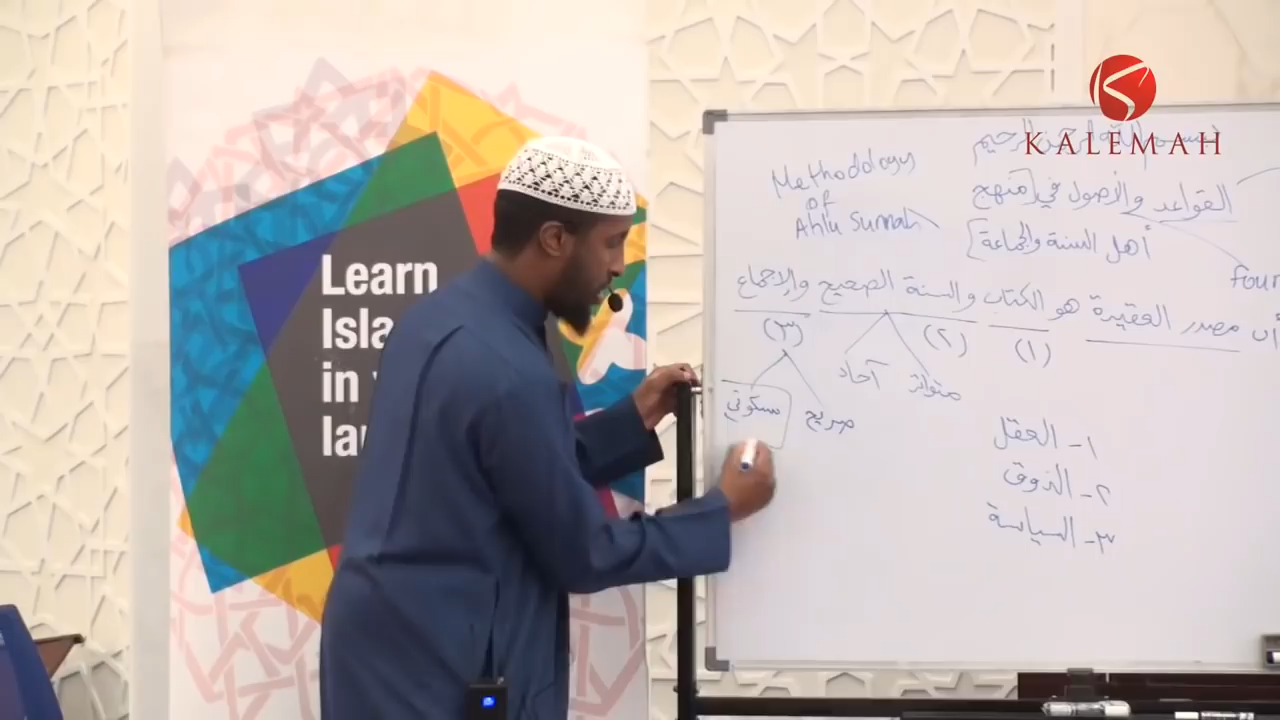 KALEMAH
Learn
Isla
in
la
Methodology
of
Ahlu Sunnah
القواعد والأصول في [منهج
أهل السنة والجماعة]
four
أن مصدر العقيدة هو الكتاب والسنة الصحيح والإجماع
(١) (٢) (٣)
متواتر آحاد
صريح سكوتي
١- العقل
٢- الذوق
٣- السياسة